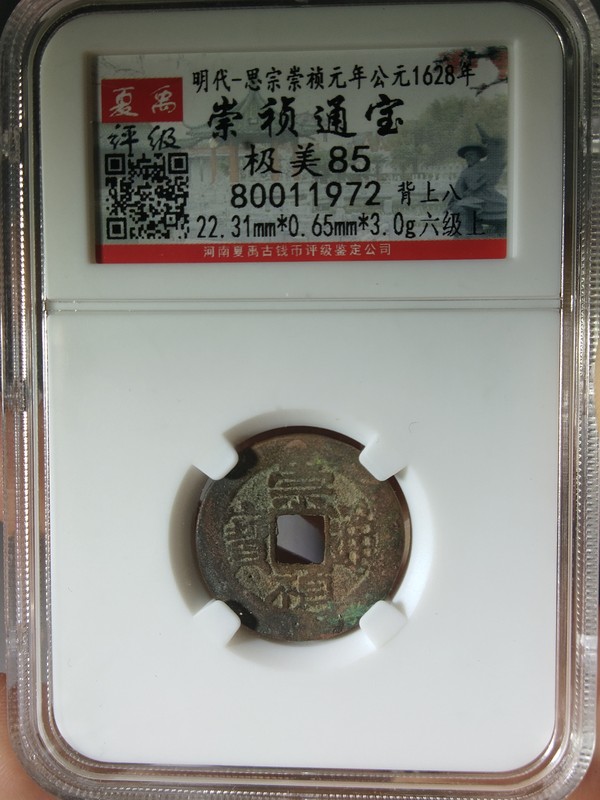 夏禹
评级
明代-思宗崇祯元年公元1628年
崇祯通宝
极美85
80011972 背上八
22.31mm*0.65mm*3.0g六级上
河南夏禹古钱币评级鉴定公司
崇
通
祯